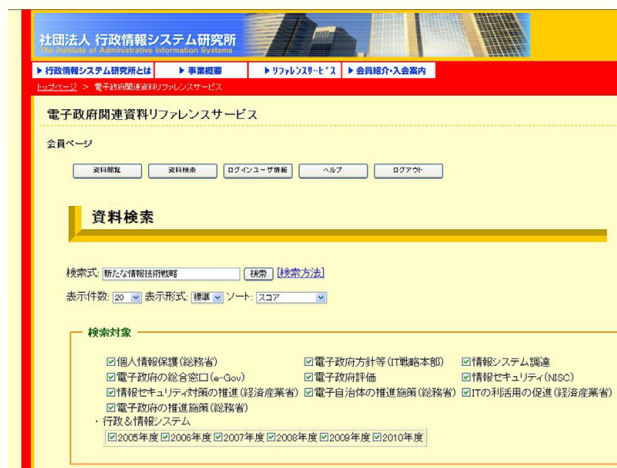 社団法人 行政情報システム研究所
The Institute of Administrative Information Systems
行政情報システム研究所とは 事業概要 リファレンスサービス 会員紹介・入会案内
トップページ > 電子政府関連資料リファレンスサービス
電子政府関連資料リファレンスサービス
会員ページ
資料閲覧 資料検索 ログインユーザ情報 ヘルプ ログアウト
資料検索
検索式: 新たな情報技術戦略 検索 [検索方法]
表示件数: 20 表示形式: 標準 ソート: スコア
検索対象
個人情報保護(総務省) 電子政府方針等(IT戦略本部) 情報システム調達
電子政府の総合窓口(e-Gov) 電子政府評価 情報セキュリティ(NISC)
情報セキュリティ対策の推進(経済産業省) 電子自治体の推進施策(総務省) ITの利活用の促進(経済産業省)
電子政府の推進施策(総務省)
・行政&情報システム
2005年度 2006年度 2007年度 2008年度 2009年度 2010年度